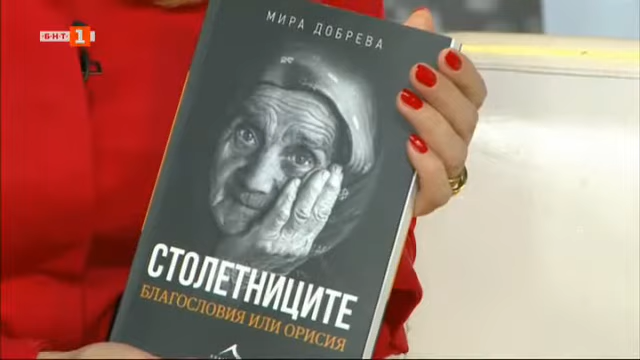 БНТ 1
МИРА ДОБРЕВА
СТОЛЕТНИЦИТЕ
БЛАГОСЛОВИЯ ИЛИ ОРИСИЯ